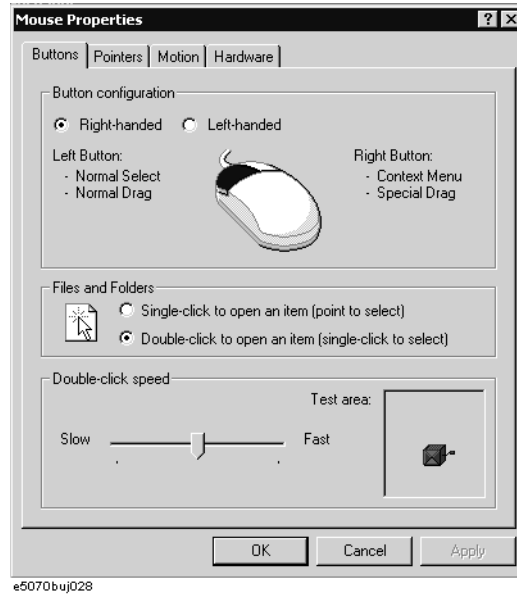 Mouse Properties
Buttons Pointers Motion Hardware
Button configuration
Right-handed Left-handed
Left Button:
- Normal Select
- Normal Drag
Right Button:
- Context Menu
- Special Drag
Files and Folders
Single-click to open an item (point to select)
Double-click to open an item (single-click to select)
Double-click speed
Test area:
Slow Fast
OK Cancel Apply
e5070buj028